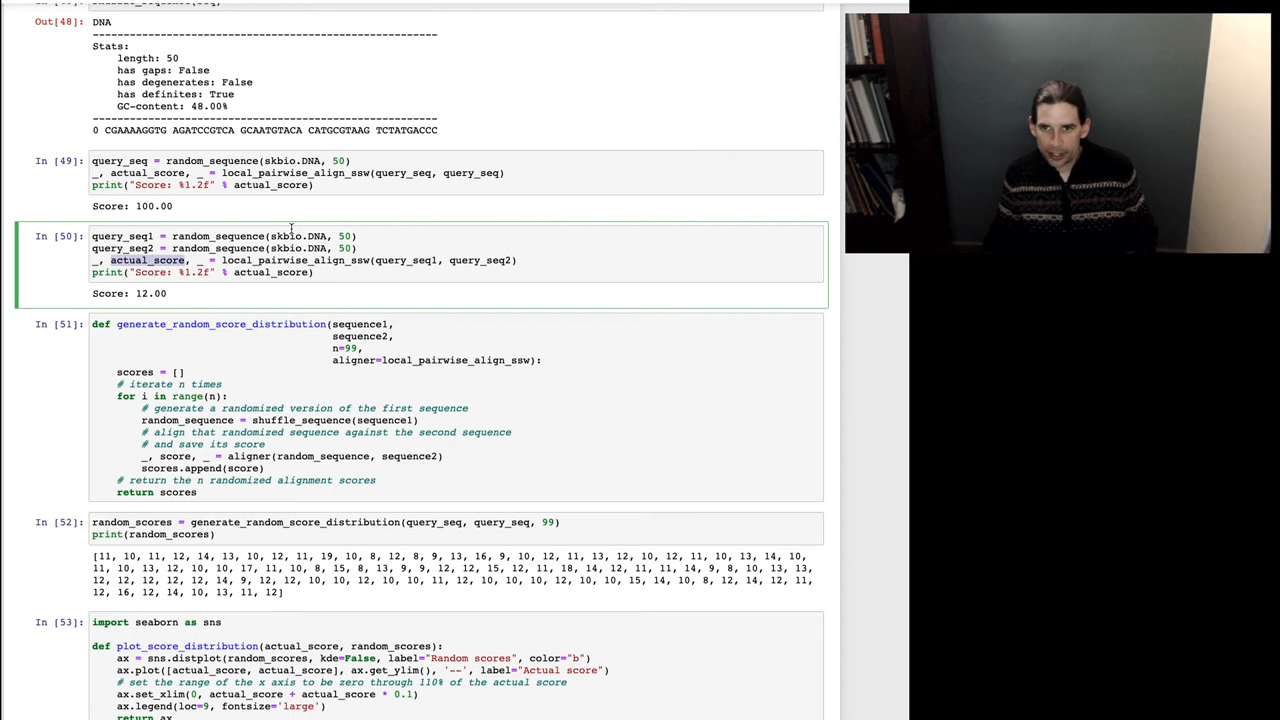 Out[48]: DNA
--------------------------------------------------------
Stats:
length: 50
has gaps: False
has degenerates: False
has definites: True
GC-content: 48.00%
--------------------------------------------------------
0 CGAAAAGGTG AGATCCGTCA GCAATGTACA CATGCGTAAG TCTATGACCC
In [49]: query_seq = random_sequence(skbio.DNA, 50)
_, actual_score, _ = local_pairwise_align_ssw(query_seq, query_seq)
print("Score: %1.2f" % actual_score)
Score: 100.00
In [50]: query_seq1 = random_sequence(skbio.DNA, 50)
query_seq2 = random_sequence(skbio.DNA, 50)
_, actual_score, _ = local_pairwise_align_ssw(query_seq1, query_seq2)
print("Score: %1.2f" % actual_score)
Score: 12.00
In [51]: def generate_random_score_distribution(sequence1,
sequence2,
n=99,
aligner=local_pairwise_align_ssw):
scores = []
# iterate n times
for i in range(n):
# generate a randomized version of the first sequence
random_sequence = shuffle_sequence(sequence1)
# align that randomized sequence against the second sequence
# and save its score
_, score, _ = aligner(random_sequence, sequence2)
scores.append(score)
# return the n randomized alignment scores
return scores
In [52]: random_scores = generate_random_score_distribution(query_seq, query_seq, 99)
print(random_scores)
[11, 10, 11, 12, 14, 13, 10, 12, 11, 19, 10, 8, 12, 8, 9, 13, 16, 9, 10, 12, 11, 13, 12, 10, 12, 11, 10, 13, 14, 10,
11, 10, 13, 12, 10, 10, 17, 11, 10, 8, 15, 8, 13, 9, 9, 12, 12, 15, 12, 11, 18, 14, 12, 11, 11, 14, 9, 8, 10, 13, 13,
12, 12, 12, 12, 12, 14, 9, 12, 12, 10, 10, 12, 10, 10, 11, 12, 10, 10, 10, 12, 10, 10, 15, 14, 10, 8, 12, 14, 12, 11,
12, 16, 12, 14, 10, 13, 11, 12]
In [53]: import seaborn as sns
def plot_score_distribution(actual_score, random_scores):
ax = sns.distplot(random_scores, kde=False, label="Random scores", color="b")
ax.plot([actual_score, actual_score], ax.get_ylim(), '--', label="Actual score")
# set the range of the x axis to be zero through 110% of the actual score
ax.set_xlim(0, actual_score + actual_score * 0.1)
ax.legend(loc=9, fontsize='large')
return ax